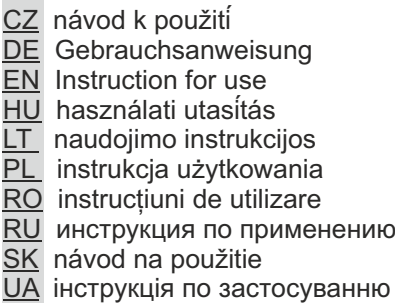 CZ návod k použití
DE Gebrauchsanweisung
EN Instruction for use
HU használati utasítás
LT naudojimo instrukcijos
PL instrukcja użytkowania
RO instrucțiuni de utilizare
RU инструкция по применению
SK návod na použitie
UA інструкція по застосуванню